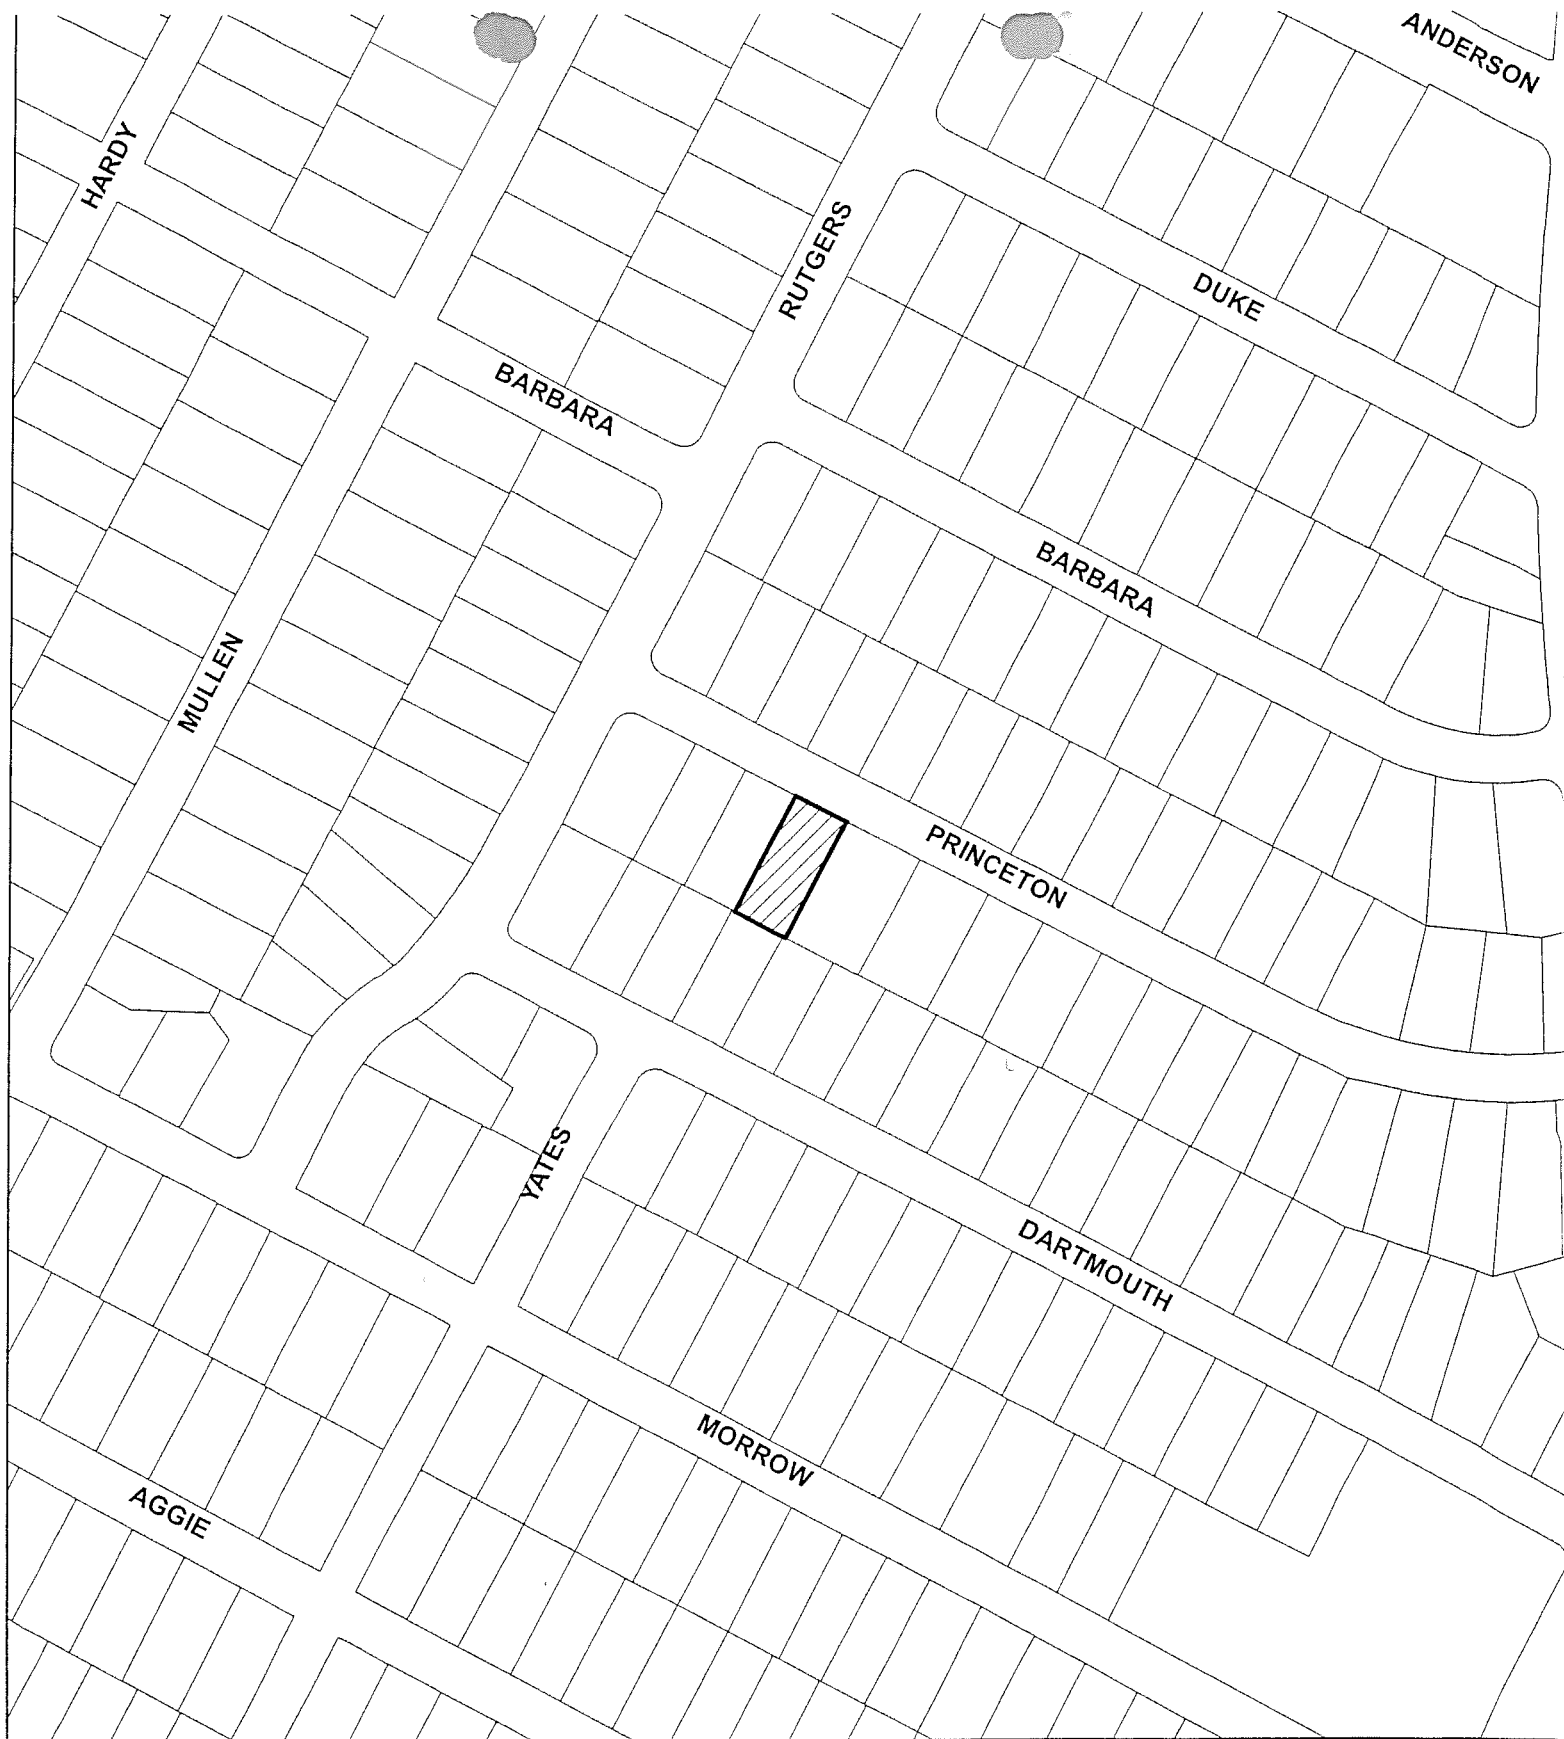 ANDERSON
HARDY
RUTGERS
DUKE
BARBARA
BARBARA
MULLEN
PRINCETON
YATES
DARTMOUTH
MORROW
AGGIE